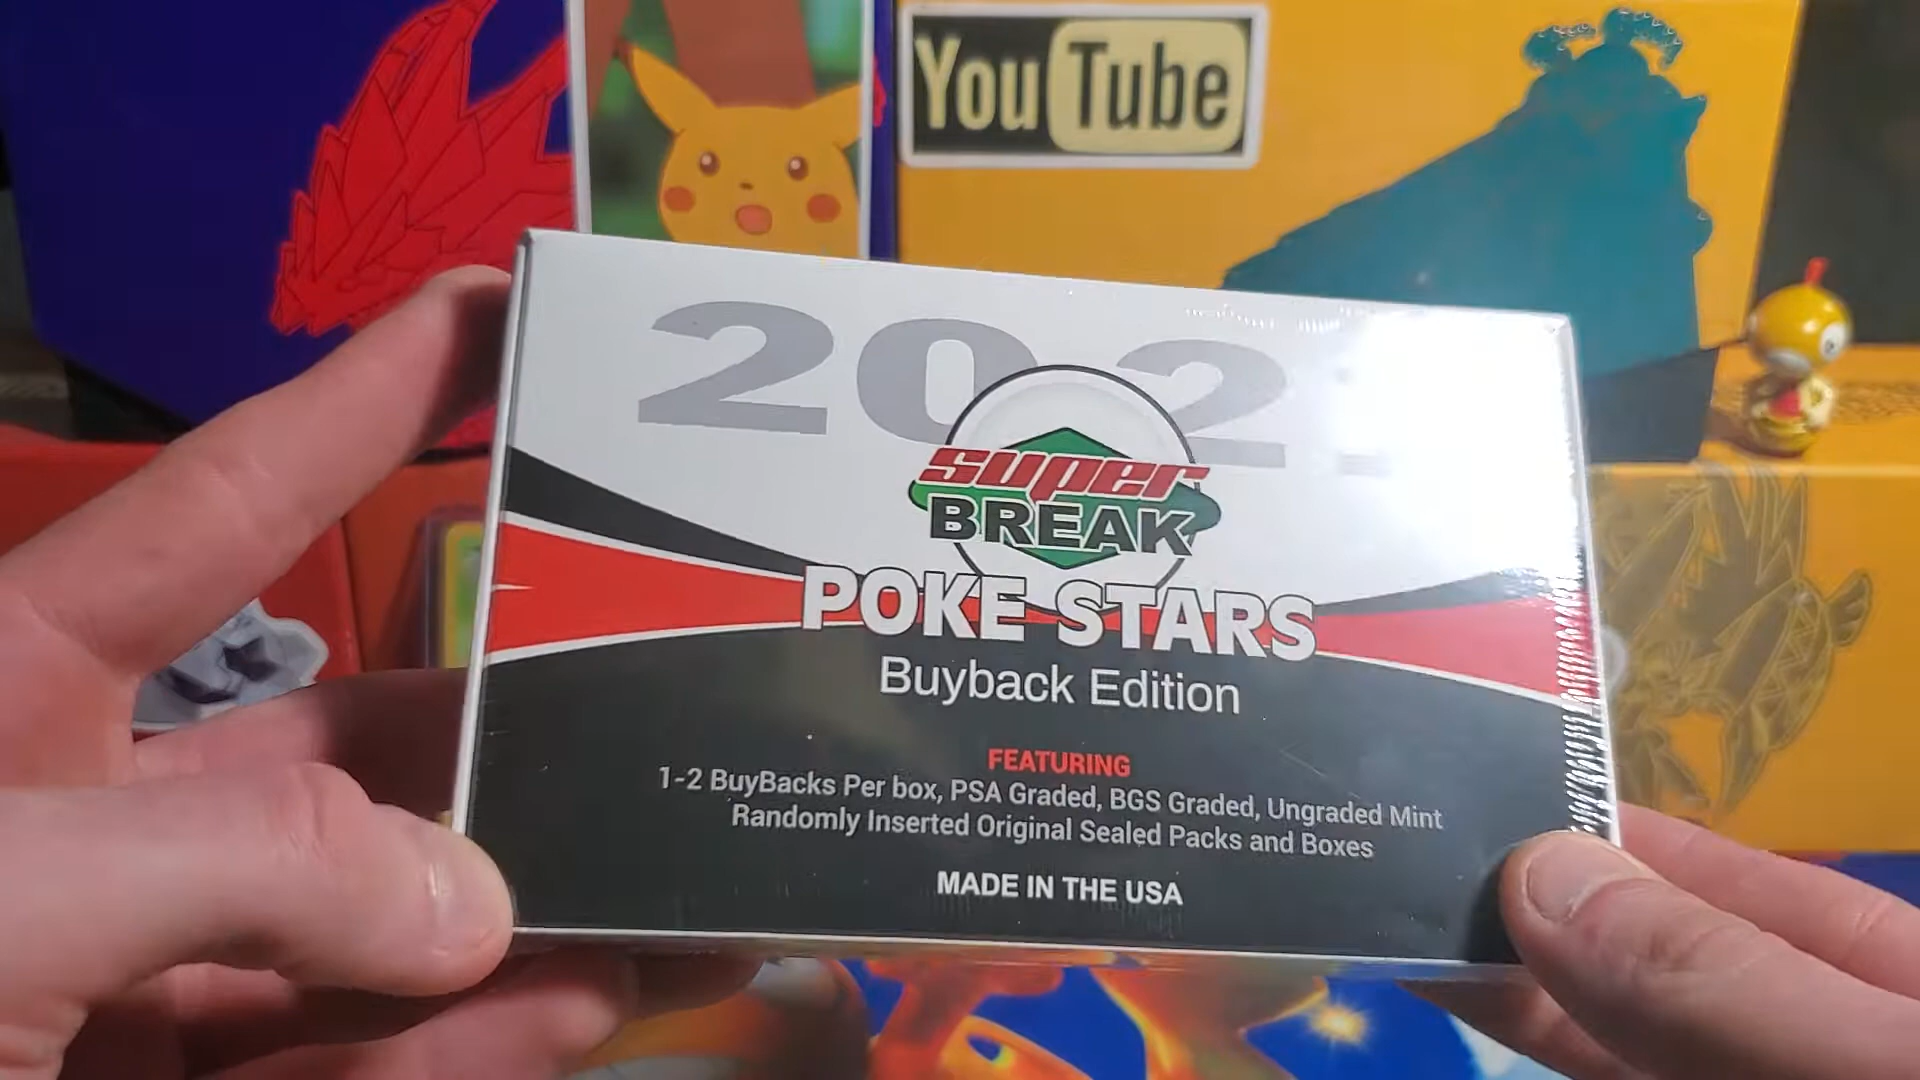 YouTube
202
super
BREAK
POKE STARS
Buyback Edition
FEATURING
1-2 BuyBacks Per box, PSA Graded, BGS Graded, Ungraded Mint
Randomly Inserted Original Sealed Packs and Boxes
MADE IN THE USA